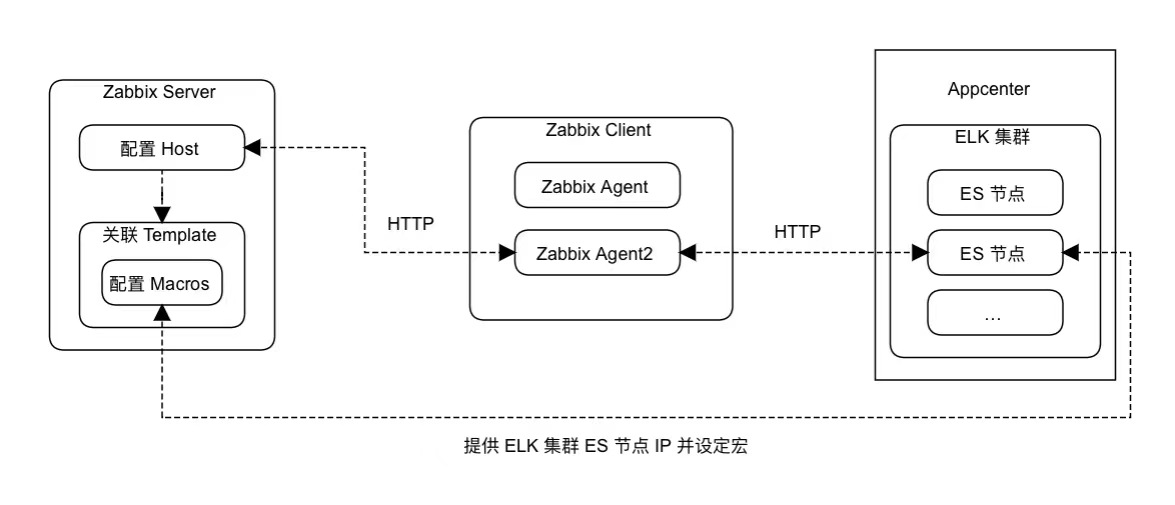 Zabbix Server
配置 Host
关联 Template
配置 Macros
HTTP
Zabbix Client
Zabbix Agent
Zabbix Agent2
HTTP
Appcenter
ELK 集群
ES 节点
ES 节点
...
提供 ELK 集群 ES 节点 IP 并设定宏